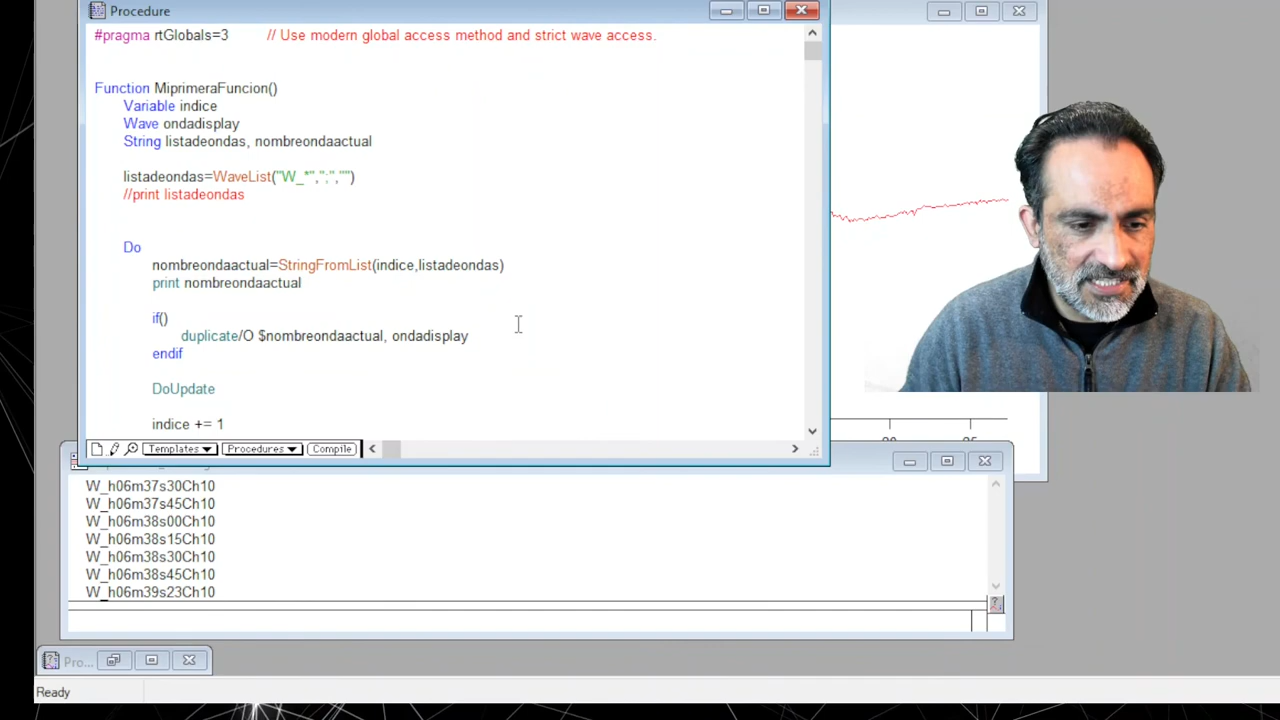 Procedure
#pragma rtGlobals=3 // Use modern global access method and strict wave access.
Function MiprimeraFuncion()
Variable indice
Wave ondadisplay
String listadeondas, nombreondaactual
listadeondas=WaveList("W_*",";","")
//print listadeondas
Do
nombreondaactual=StringFromList(indice,listadeondas)
print nombreondaactual
if()
duplicate/O $nombreondaactual, ondadisplay
endif
DoUpdate
indice += 1
Templates
Procedures
Compile
W_h06m37s30Ch10
W_h06m37s45Ch10
W_h06m38s00Ch10
W_h06m38s15Ch10
W_h06m38s30Ch10
W_h06m38s45Ch10
W_h06m39s23Ch10
Pro...
Ready